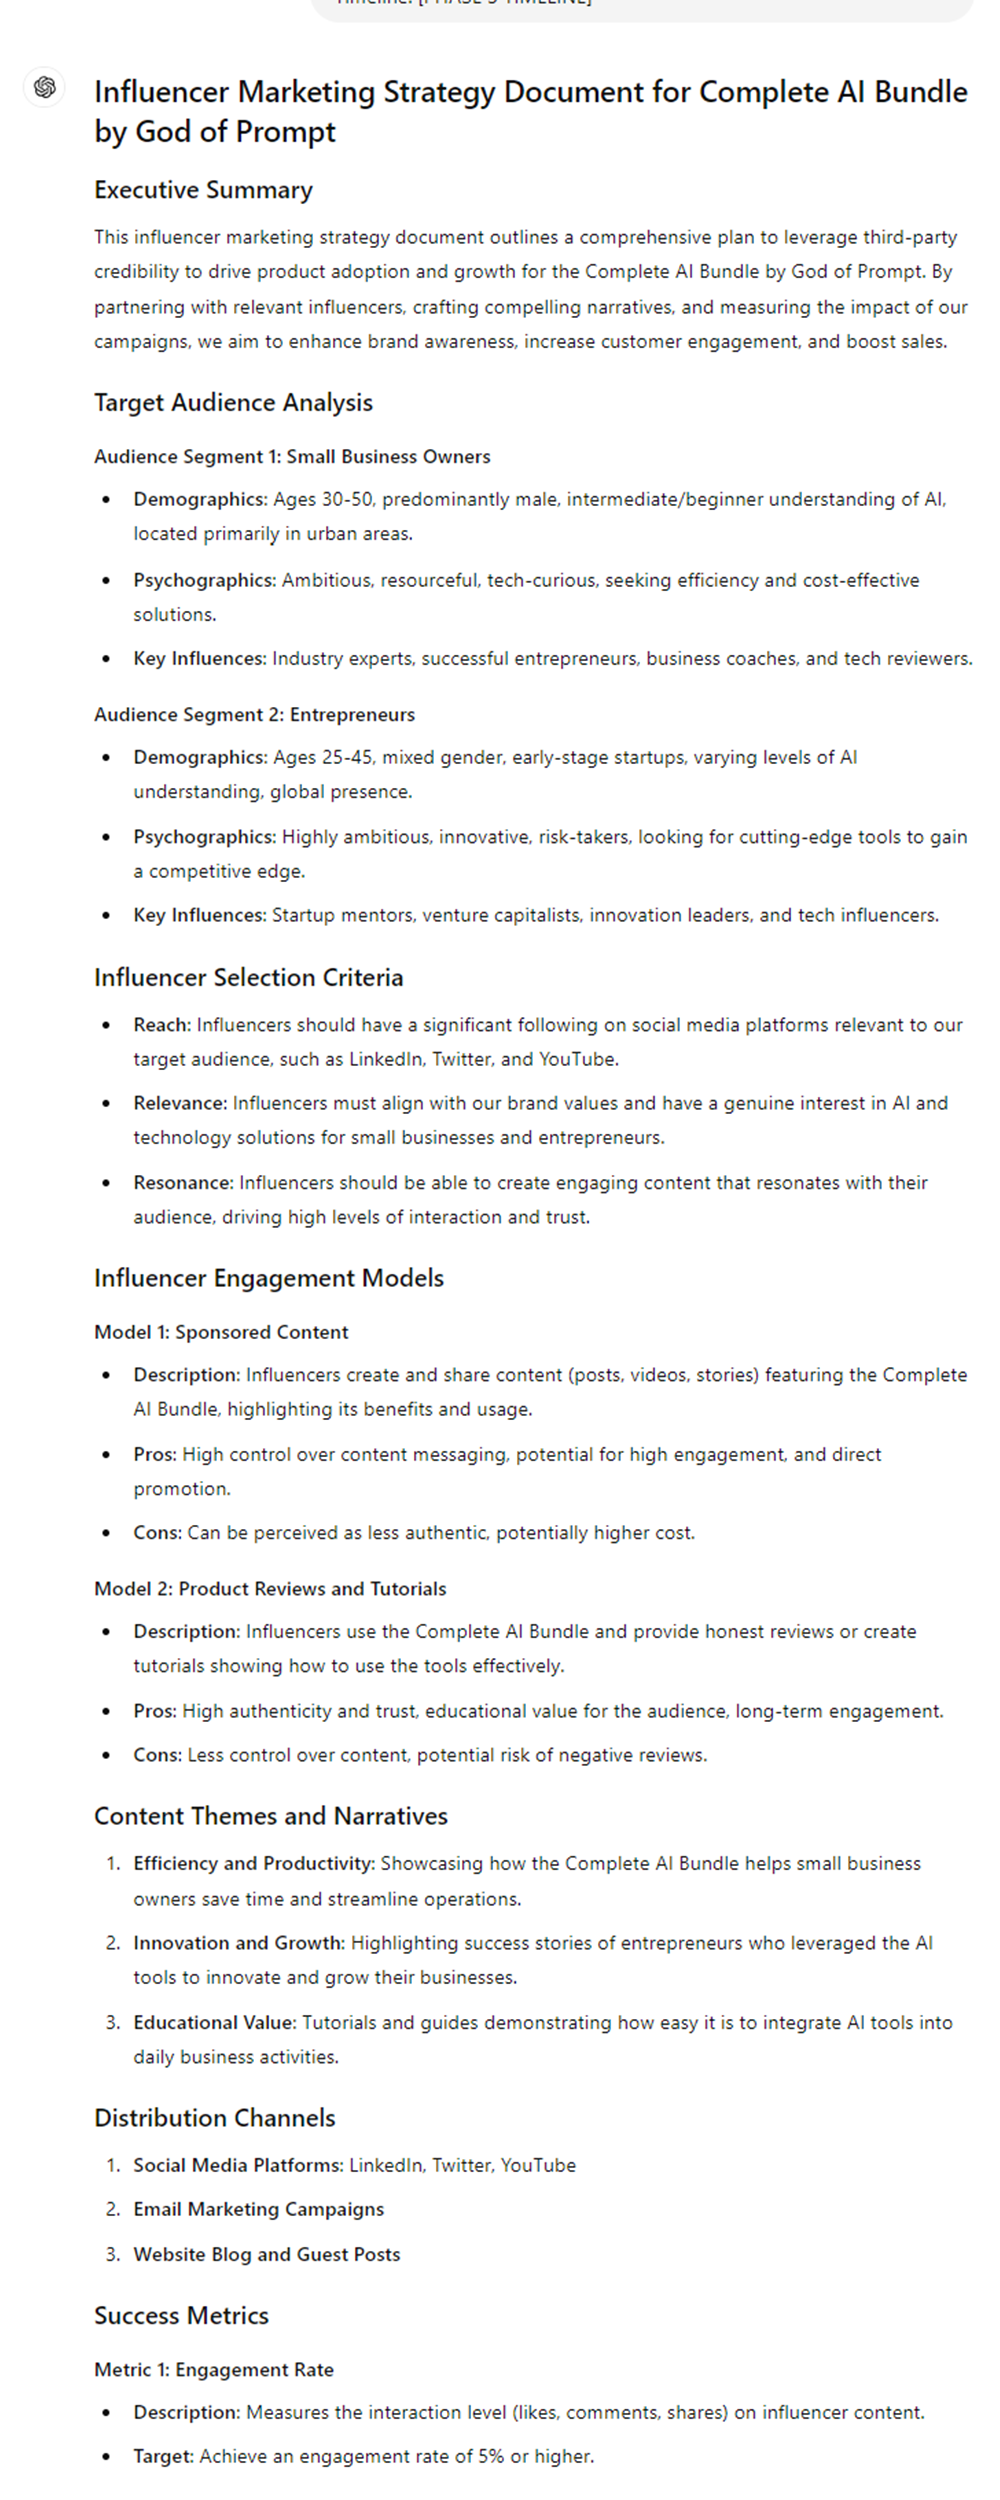 Timeline: [PHASE 3 TIMELINE]
Influencer Marketing Strategy Document for Complete AI Bundle
by God of Prompt
Executive Summary
This influencer marketing strategy document outlines a comprehensive plan to leverage third-party
credibility to drive product adoption and growth for the Complete AI Bundle by God of Prompt. By
partnering with relevant influencers, crafting compelling narratives, and measuring the impact of our
campaigns, we aim to enhance brand awareness, increase customer engagement, and boost sales.
Target Audience Analysis
Audience Segment 1: Small Business Owners
• Demographics: Ages 30-50, predominantly male, intermediate/beginner understanding of AI,
located primarily in urban areas.
• Psychographics: Ambitious, resourceful, tech-curious, seeking efficiency and cost-effective
solutions.
• Key Influences: Industry experts, successful entrepreneurs, business coaches, and tech reviewers.
Audience Segment 2: Entrepreneurs
• Demographics: Ages 25-45, mixed gender, early-stage startups, varying levels of AI
understanding, global presence.
• Psychographics: Highly ambitious, innovative, risk-takers, looking for cutting-edge tools to gain
a competitive edge.
• Key Influences: Startup mentors, venture capitalists, innovation leaders, and tech influencers.
Influencer Selection Criteria
• Reach: Influencers should have a significant following on social media platforms relevant to our
target audience, such as LinkedIn, Twitter, and YouTube.
• Relevance: Influencers must align with our brand values and have a genuine interest in AI and
technology solutions for small businesses and entrepreneurs.
• Resonance: Influencers should be able to create engaging content that resonates with their
audience, driving high levels of interaction and trust.
Influencer Engagement Models
Model 1: Sponsored Content
• Description: Influencers create and share content (posts, videos, stories) featuring the Complete
AI Bundle, highlighting its benefits and usage.
• Pros: High control over content messaging, potential for high engagement, and direct
promotion.
• Cons: Can be perceived as less authentic, potentially higher cost.
Model 2: Product Reviews and Tutorials
• Description: Influencers use the Complete AI Bundle and provide honest reviews or create
tutorials showing how to use the tools effectively.
• Pros: High authenticity and trust, educational value for the audience, long-term engagement.
• Cons: Less control over content, potential risk of negative reviews.
Content Themes and Narratives
1. Efficiency and Productivity: Showcasing how the Complete AI Bundle helps small business
owners save time and streamline operations.
2. Innovation and Growth: Highlighting success stories of entrepreneurs who leveraged the AI
tools to innovate and grow their businesses.
3. Educational Value: Tutorials and guides demonstrating how easy it is to integrate AI tools into
daily business activities.
Distribution Channels
1. Social Media Platforms: LinkedIn, Twitter, YouTube
2. Email Marketing Campaigns
3. Website Blog and Guest Posts
Success Metrics
Metric 1: Engagement Rate
• Description: Measures the interaction level (likes, comments, shares) on influencer content.
• Target: Achieve an engagement rate of 5% or higher.